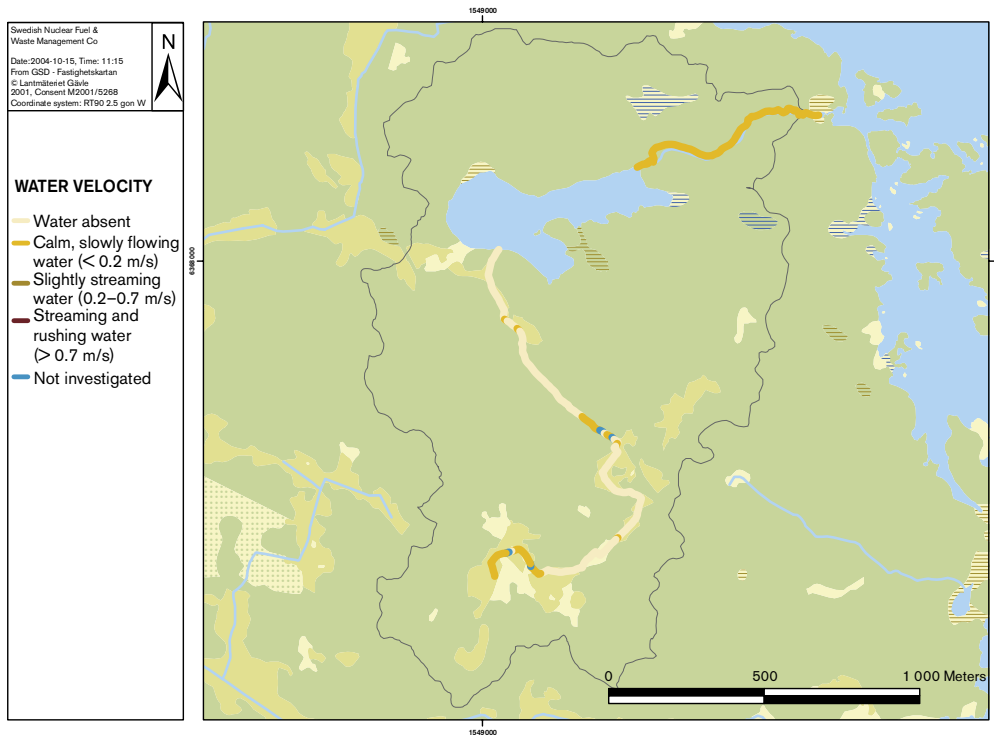 Swedish Nuclear Fuel &
Waste Management Co
Date:2004-10-15, Time: 11:15
From GSD - Fastighetskartan
© Lantmäteriet Gävle
2001, Consent M2001/5268
Coordinate system: RT90 2.5 gon W
N
WATER VELOCITY
Water absent
Calm, slowly flowing
water (< 0.2 m/s)
Slightly streaming
water (0.2–0.7 m/s)
Streaming and
rushing water
(> 0.7 m/s)
Not investigated
1549000
6388000
0 500 1 000 Meters
1549000